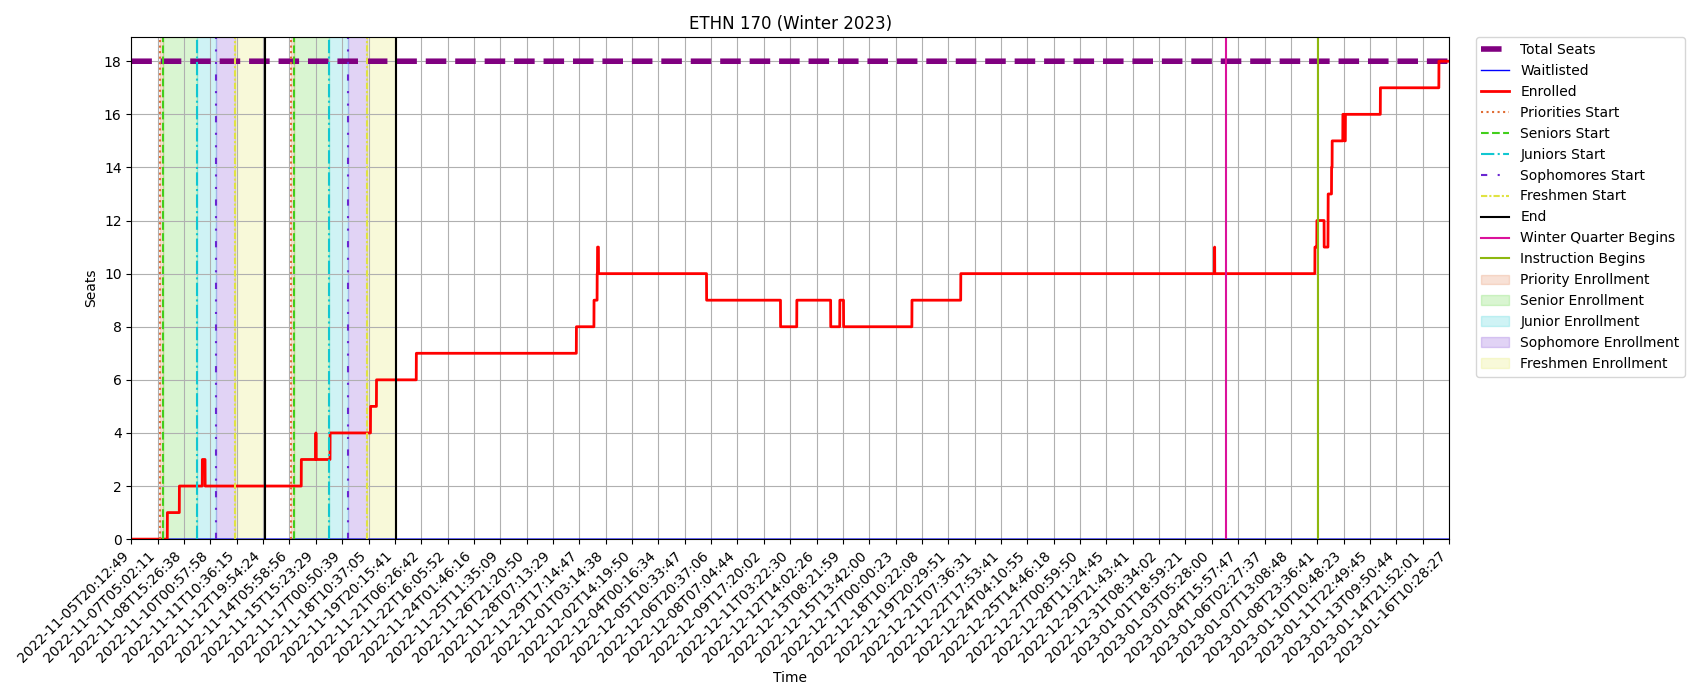 ETHN 170 (Winter 2023)
Seats
18
16
14
12
10
8
6
4
2
0
2022-11-05T20:12:49
2022-11-07T05:02:11
2022-11-08T15:26:38
2022-11-10T00:57:58
2022-11-11T10:36:15
2022-11-12T19:54:24
2022-11-14T05:58:56
2022-11-15T15:23:29
2022-11-17T00:50:39
2022-11-18T10:37:05
2022-11-19T20:15:41
2022-11-21T06:26:42
2022-11-22T16:05:52
2022-11-24T01:46:16
2022-11-25T11:35:09
2022-11-26T21:20:50
2022-11-28T07:13:29
2022-11-29T17:14:47
2022-12-01T03:14:38
2022-12-02T14:19:50
2022-12-04T00:16:34
2022-12-05T10:33:47
2022-12-06T20:37:06
2022-12-08T07:04:44
2022-12-09T17:20:02
2022-12-11T03:22:30
2022-12-12T14:02:26
2022-12-13T08:21:59
2022-12-15T13:42:00
2022-12-17T00:00:23
2022-12-18T10:22:08
2022-12-19T20:29:51
2022-12-21T07:36:31
2022-12-22T17:53:41
2022-12-24T04:10:55
2022-12-25T14:46:18
2022-12-27T00:59:50
2022-12-28T11:24:45
2022-12-29T21:43:41
2022-12-31T08:34:02
2023-01-01T18:59:21
2023-01-03T05:28:00
2023-01-04T15:57:47
2023-01-06T02:27:37
2023-01-07T13:08:48
2023-01-08T23:36:41
2023-01-10T10:48:23
2023-01-11T22:49:45
2023-01-13T09:50:44
2023-01-14T21:52:01
2023-01-16T10:28:27
Time
Total Seats
Waitlisted
Enrolled
Priorities Start
Seniors Start
Juniors Start
Sophomores Start
Freshmen Start
End
Winter Quarter Begins
Instruction Begins
Priority Enrollment
Senior Enrollment
Junior Enrollment
Sophomore Enrollment
Freshmen Enrollment